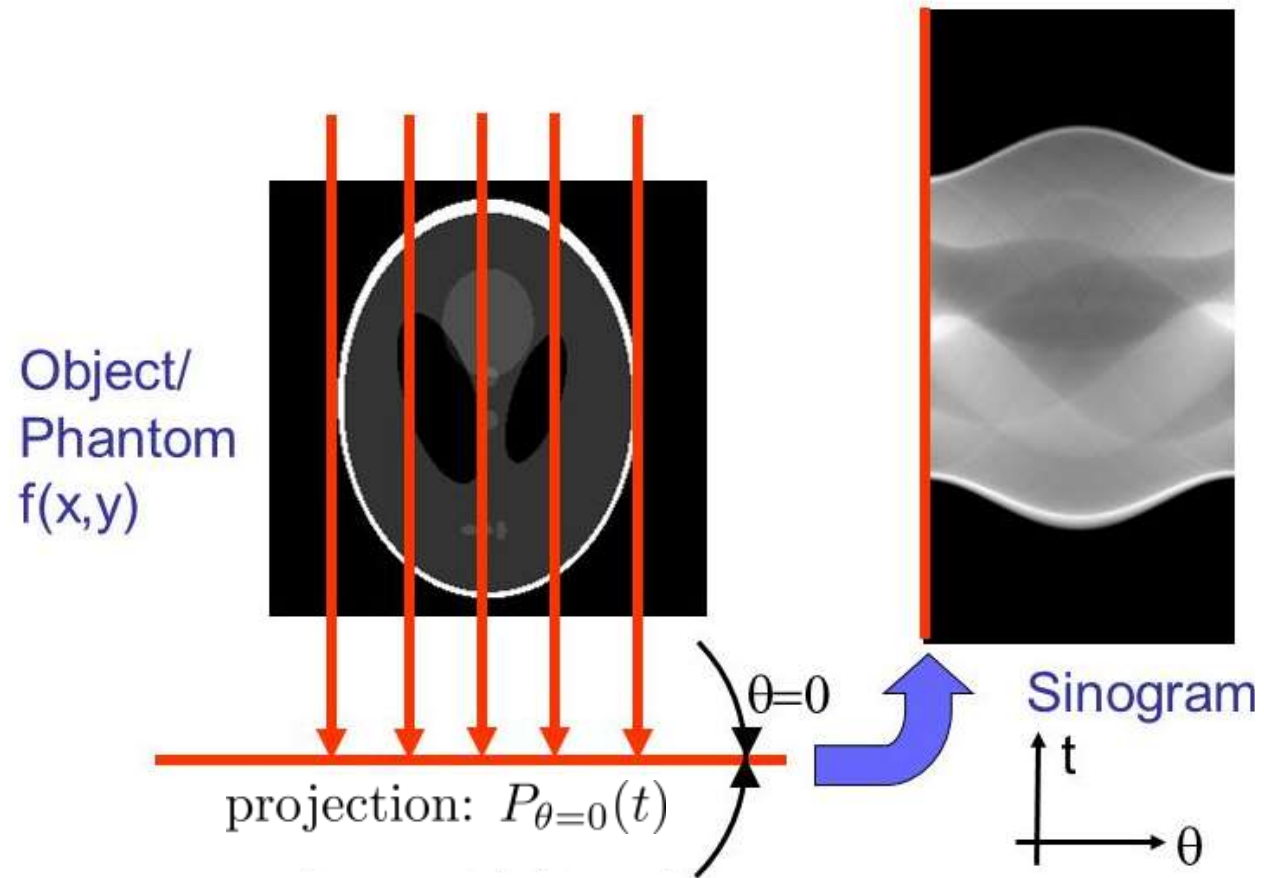 Object/
Phantom
f(x,y)
θ=0
projection: P_{θ=0}(t)
Sinogram
t
θ